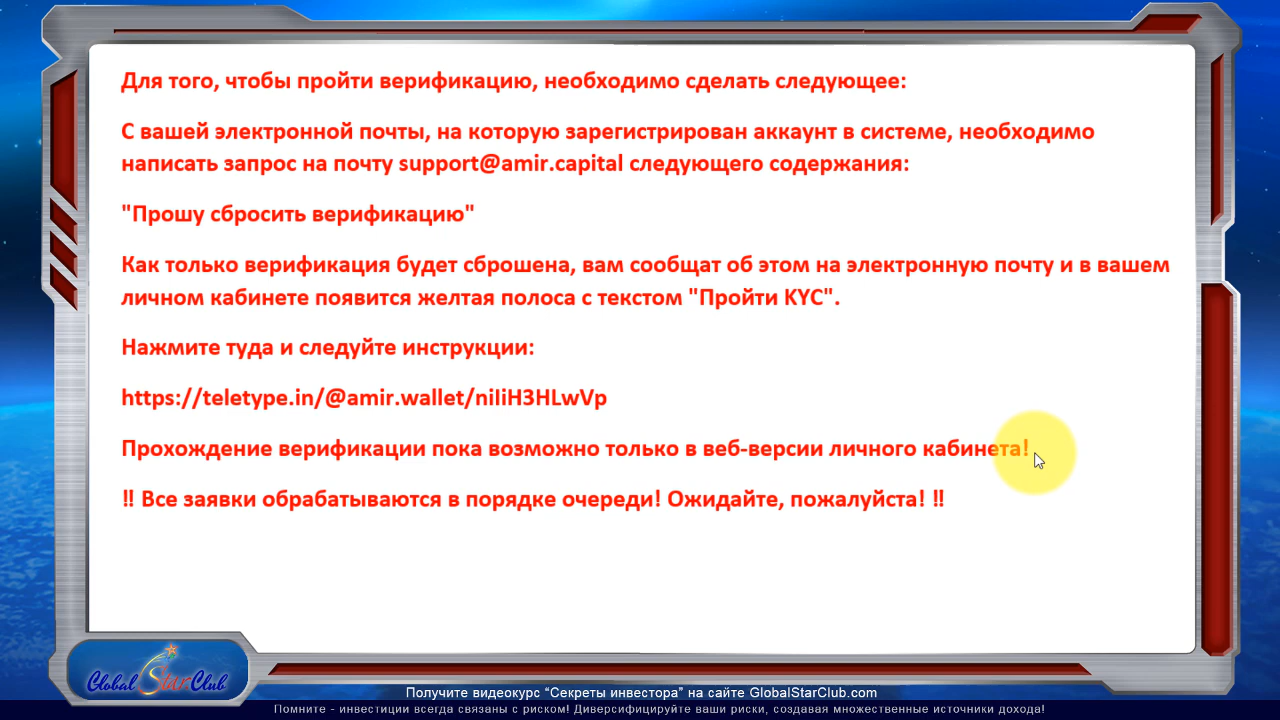 Для того, чтобы пройти верификацию, необходимо сделать следующее:
С вашей электронной почты, на которую зарегистрирован аккаунт в системе, необходимо
написать запрос на почту support@amir.capital следующего содержания:
"Прошу сбросить верификацию"
Как только верификация будет сброшена, вам сообщат об этом на электронную почту и в вашем
личном кабинете появится желтая полоса с текстом "Пройти KYC".
Нажмите туда и следуйте инструкции:
https://teletype.in/@amir.wallet/niIiH3HLwVp
Прохождение верификации пока возможно только в веб-версии личного кабинета!
‼ Все заявки обрабатываются в порядке очереди! Ожидайте, пожалуйста! ‼
Global Star Club
Получите видеокурс “Секреты инвестора” на сайте GlobalStarClub.com
Помните - инвестиции всегда связаны с риском! Диверсифицируйте ваши риски, создавая множественные источники дохода!